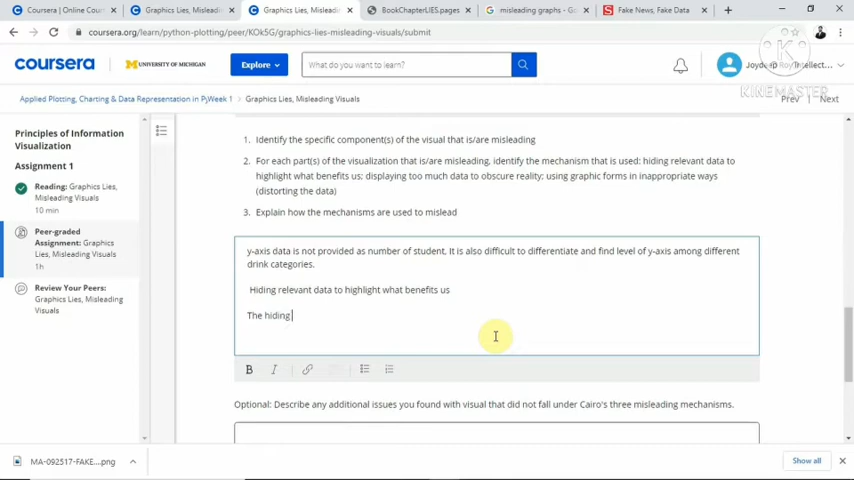 Coursera | Online Cour
Graphics Lies, Misleadin
Graphics Lies, Misleadin
BookChapterLIES.pages
misleading graphs - Go
Fake News, Fake Data
coursera.org/learn/python-plotting/peer/KOk5G/graphics-lies-misleading-visuals/submit
coursera
UNIVERSITY OF MICHIGAN
Explore
What do you want to learn?
Joydeep Roy Intellect...
KINEMASTER
Applied Plotting, Charting & Data Representation in Py
Week 1
Graphics Lies, Misleading Visuals
Prev
Next
Principles of Information
Visualization
Assignment 1
Reading: Graphics Lies,
Misleading Visuals
10 min
Peer-graded
Assignment: Graphics
Lies, Misleading Visuals
1h
Review Your Peers:
Graphics Lies, Misleading
Visuals
1. Identify the specific component(s) of the visual that is/are misleading
2. For each part(s) of the visualization that is/are misleading, identify the mechanism that is used: hiding relevant data to
highlight what benefits us; displaying too much data to obscure reality; using graphic forms in inappropriate ways
(distorting the data)
3. Explain how the mechanisms are used to mislead
y-axis data is not provided as number of student. It is also difficult to differentiate and find level of y-axis among different
drink categories.
Hiding relevant data to highlight what benefits us
The hiding
B I
Optional: Describe any additional issues you found with visual that did not fall under Cairo's three misleading mechanisms.
MA-092517-FAKE....png
Show all